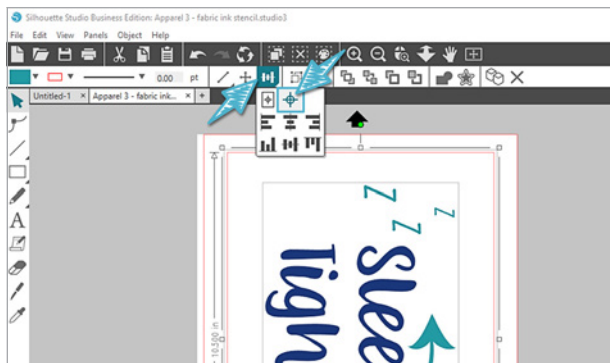 Silhouette Studio Business Edition: Apparel 3 - fabric ink stencil.studio3
File Edit View Panels Object Help
0.00 pt
Untitled-1 × Apparel 3 - fabric ink... × +
A
10.500 in
Z Z Z
Slee
Tigh